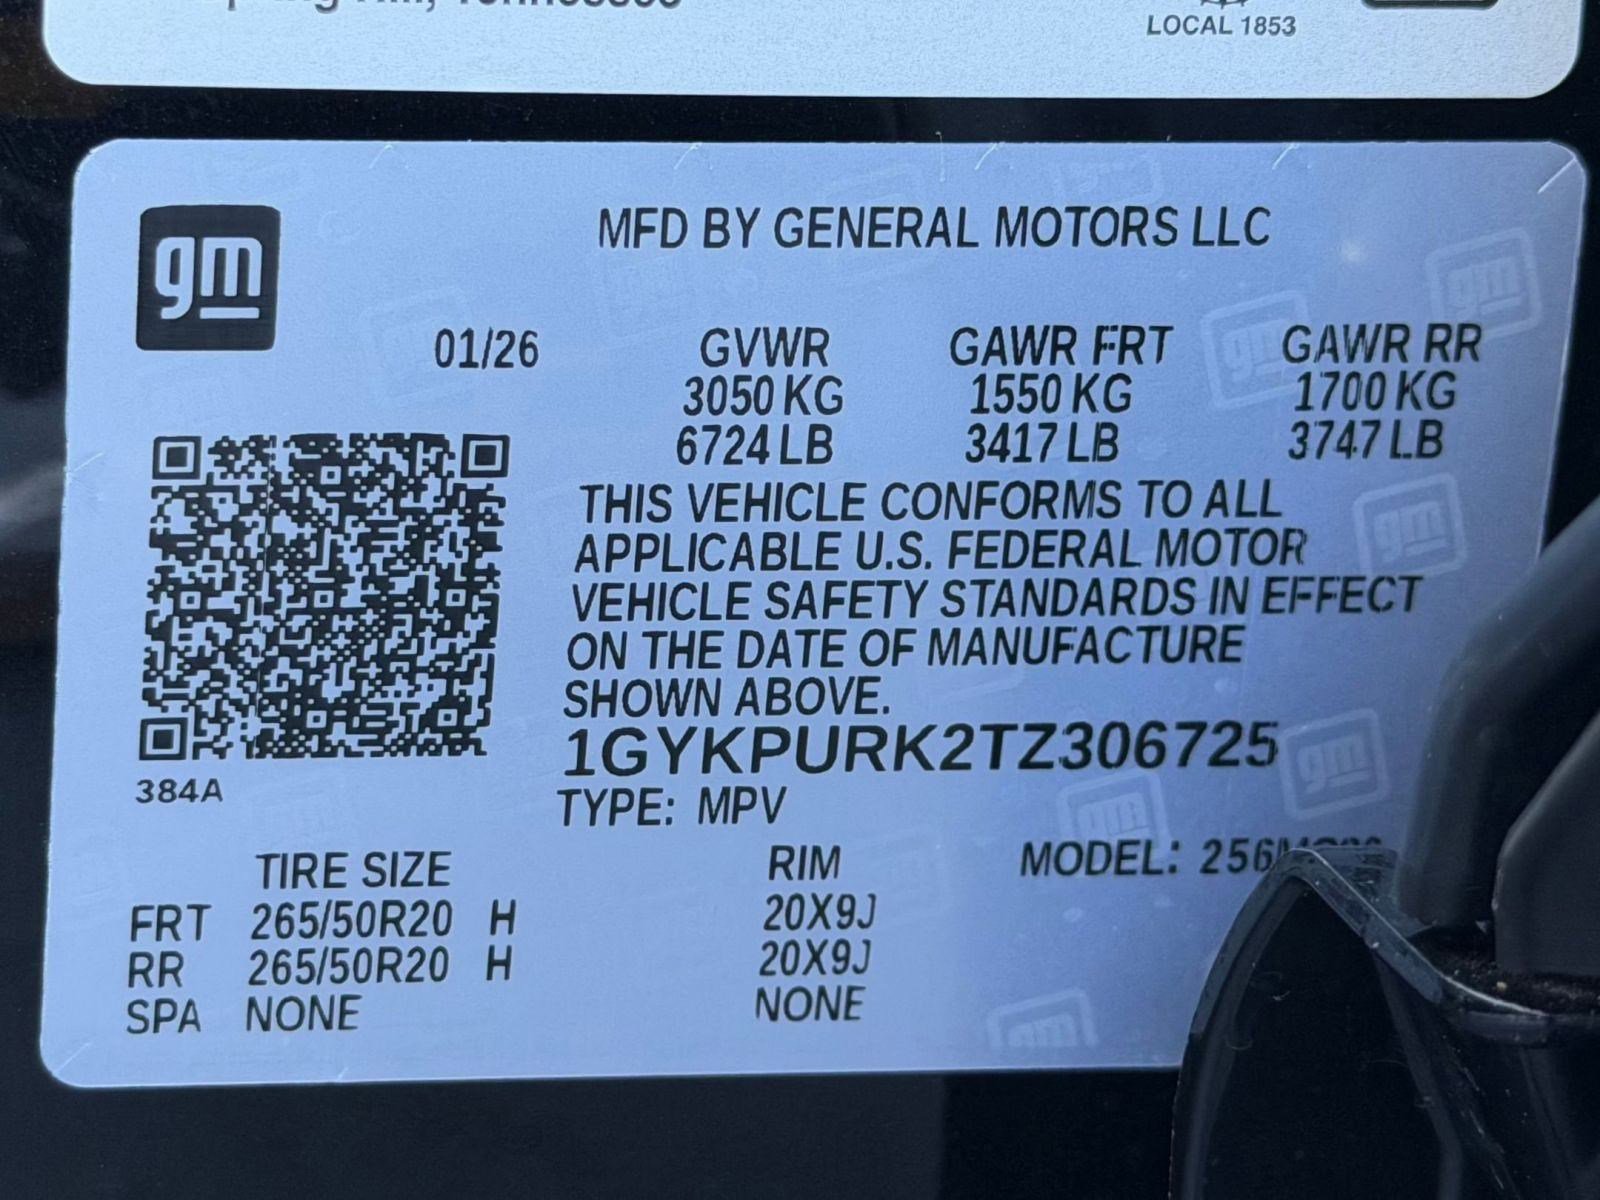 LOCAL 1853
gm
MFD BY GENERAL MOTORS LLC
01/26 GVWR GAWR FRT GAWR RR
3050 KG 1550 KG 1700 KG
6724 LB 3417 LB 3747 LB
THIS VEHICLE CONFORMS TO ALL
APPLICABLE U.S. FEDERAL MOTOR
VEHICLE SAFETY STANDARDS IN EFFECT
ON THE DATE OF MANUFACTURE
SHOWN ABOVE.
1GYKPURK2TZ306725
384A
TYPE: MPV
TIRE SIZE RIM MODEL:
FRT 265/50R20 H 20X9J
RR 265/50R20 H 20X9J
SPA NONE NONE